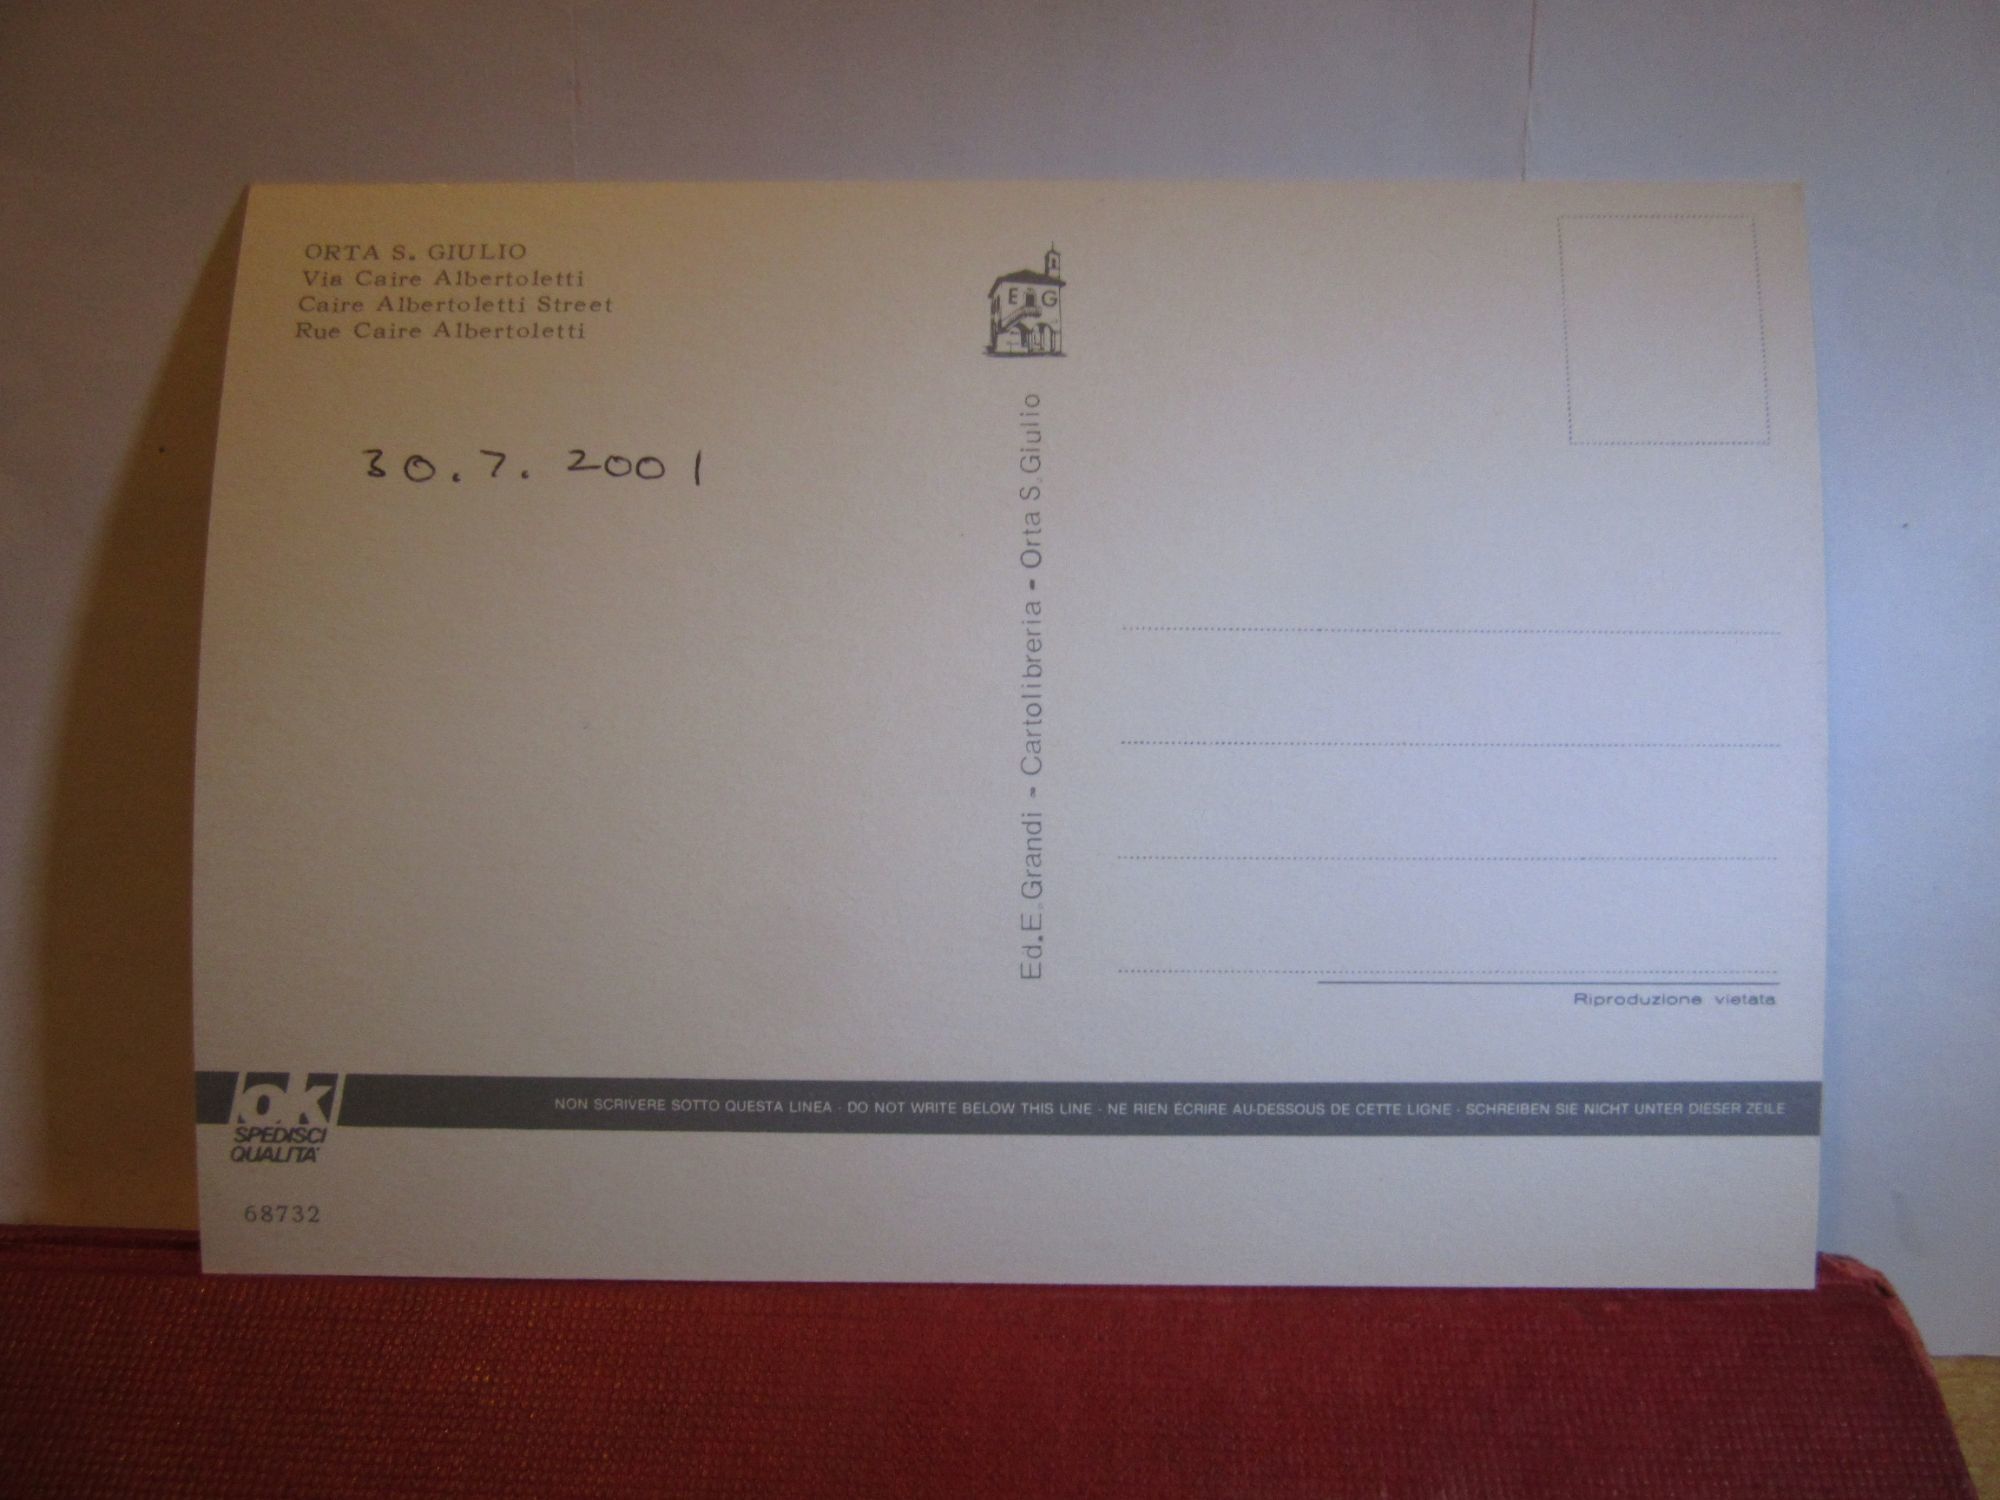 ORTA S. GIULIO
Via Caire Albertoletti
Caire Albertoletti Street
Rue Caire Albertoletti
30.7.2001
E G
Ed.E.Grandi - Cartolibreria - Orta S.Giulio
Riproduzione vietata
ok
SPEDISCI
QUALITA'
NON SCRIVERE SOTTO QUESTA LINEA · DO NOT WRITE BELOW THIS LINE · NE RIEN ÉCRIRE AU-DESSOUS DE CETTE LIGNE · SCHREIBEN SIE NICHT UNTER DIESER ZEILE
68732